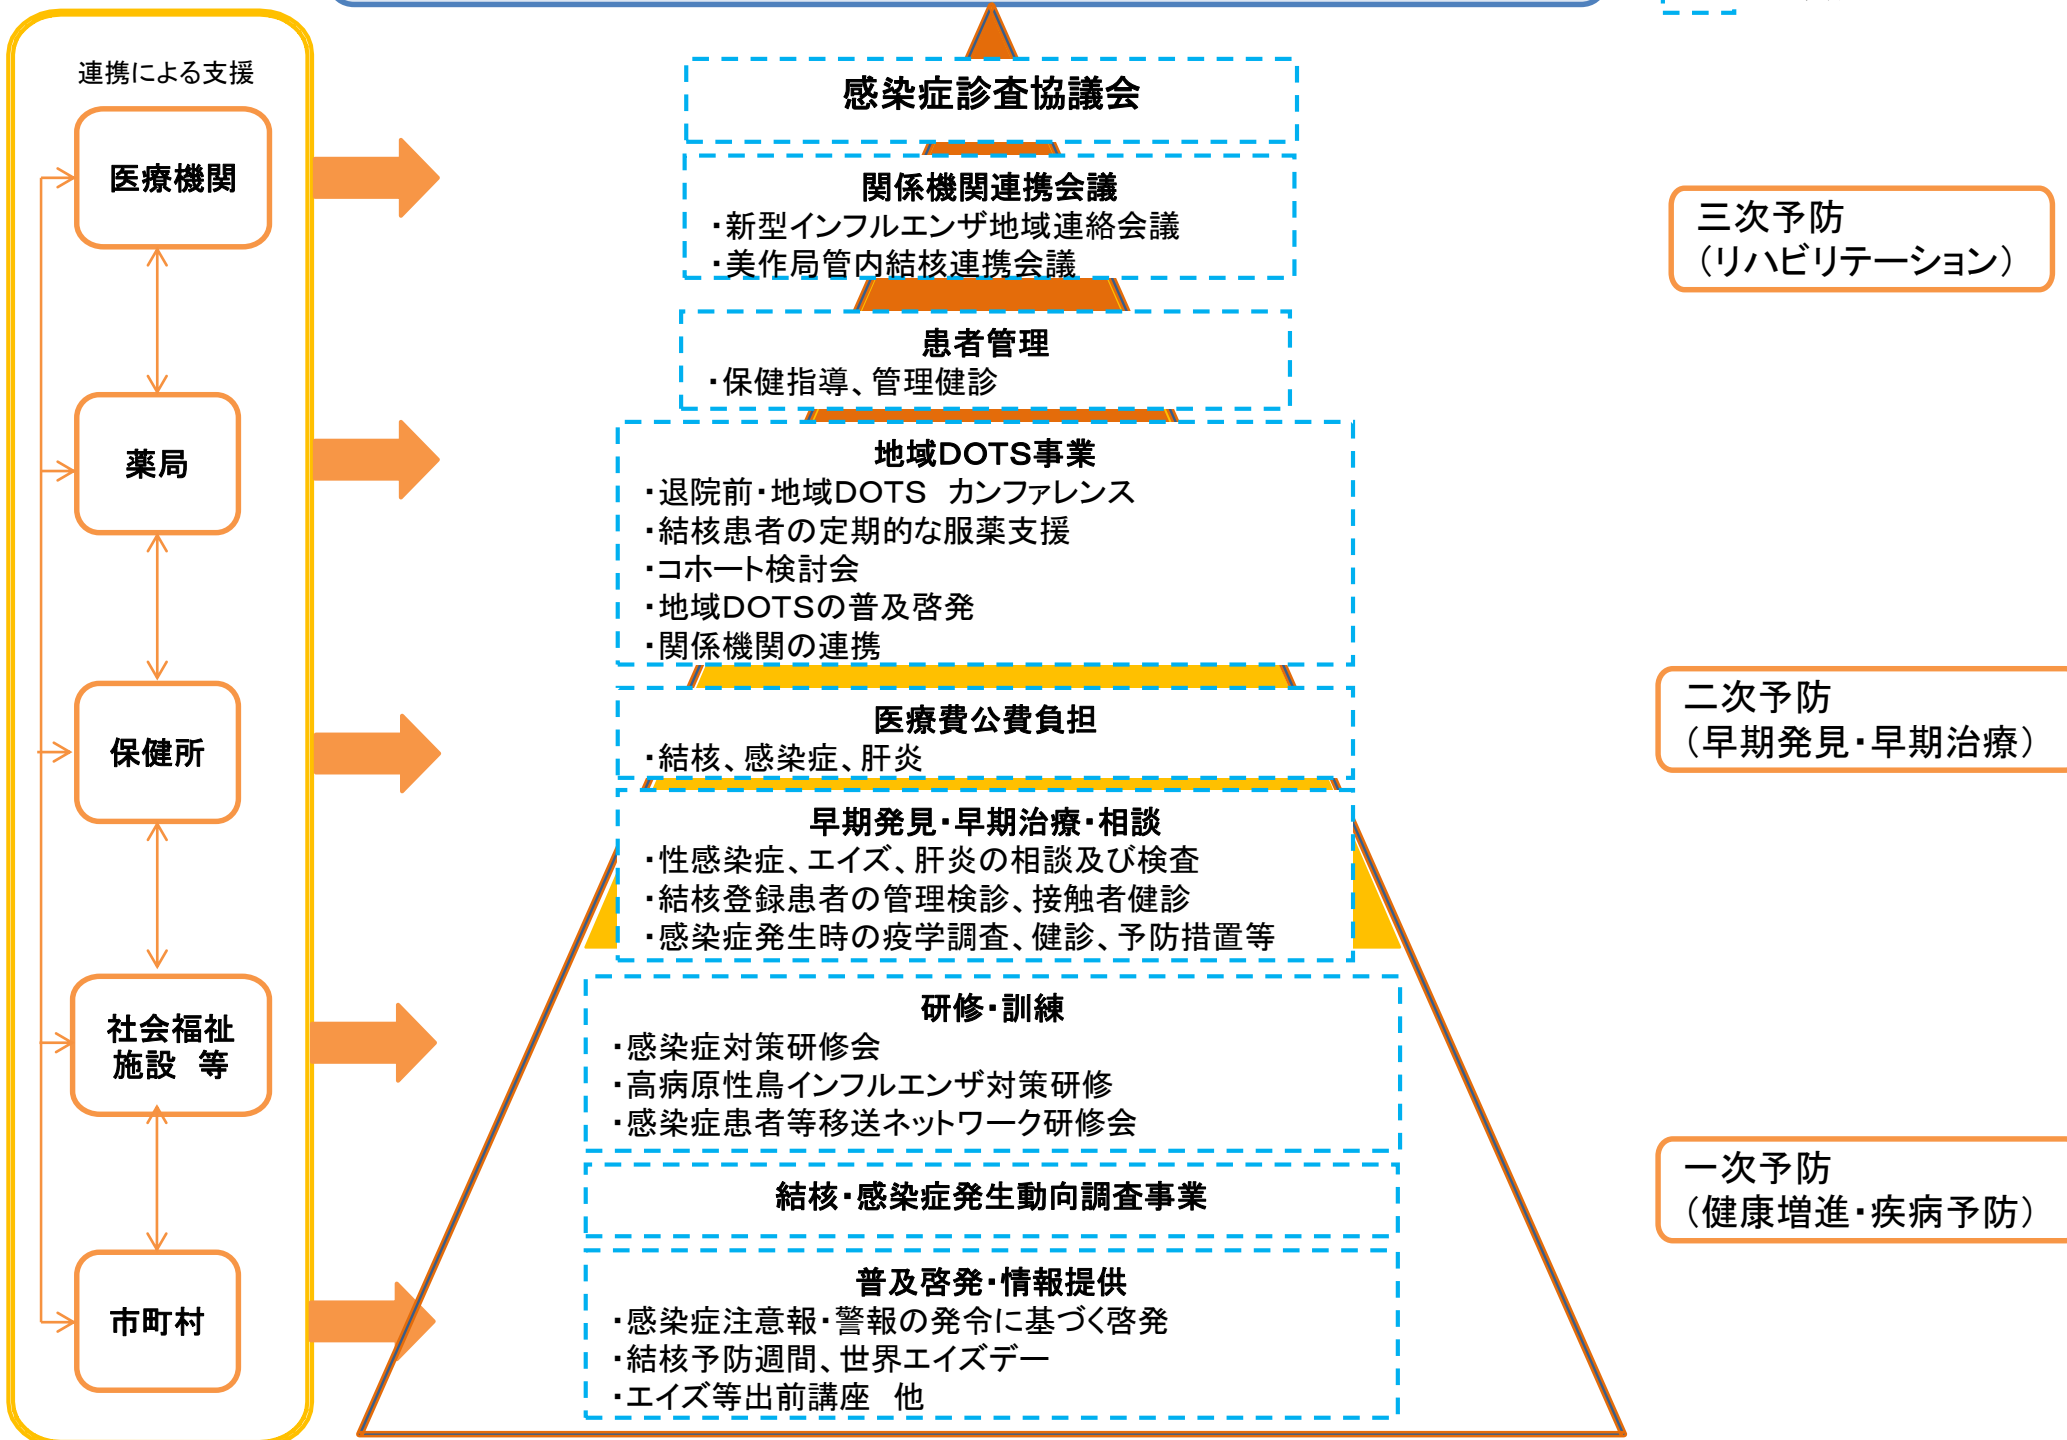 連携による支援
医療機関
薬局
保健所
社会福祉
施設　等
市町村
感染症診査協議会
関係機関連携会議
・新型インフルエンザ地域連絡会議
・美作局管内結核連携会議
患者管理
・保健指導、管理健診
地域DOTS事業
・退院前・地域DOTS　カンファレンス
・結核患者の定期的な服薬支援
・コホート検討会
・地域DOTSの普及啓発
・関係機関の連携
医療費公費負担
・結核、感染症、肝炎
早期発見・早期治療・相談
・性感染症、エイズ、肝炎の相談及び検査
・結核登録患者の管理検診、接触者健診
・感染症発生時の疫学調査、健診、予防措置等
研修・訓練
・感染症対策研修会
・高病原性鳥インフルエンザ対策研修
・感染症患者等移送ネットワーク研修会
結核・感染症発生動向調査事業
普及啓発・情報提供
・感染症注意報・警報の発令に基づく啓発
・結核予防週間、世界エイズデー
・エイズ等出前講座　他
三次予防
（リハビリテーション）
二次予防
（早期発見・早期治療）
一次予防
（健康増進・疾病予防）